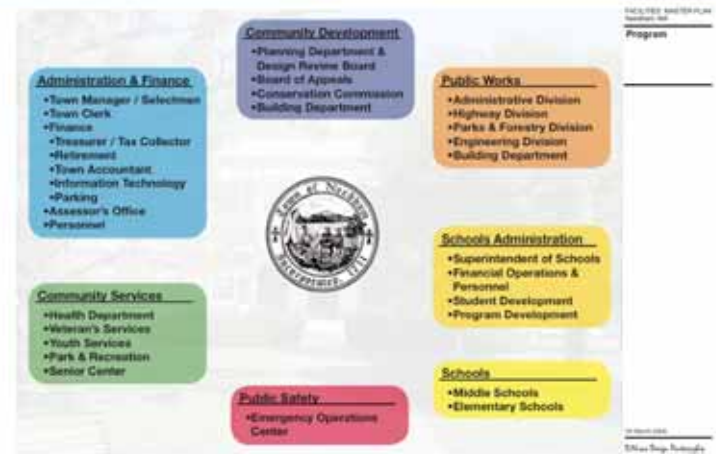 FACILITIES MASTER PLAN
Needham, MA
Program
Community Development
•Planning Department &
Design Review Board
•Board of Appeals
•Conservation Commission
•Building Department
Administration & Finance
•Town Manager / Selectmen
•Town Clerk
•Finance
•Treasurer / Tax Collector
•Retirement
•Town Accountant
•Information Technology
•Parking
•Assessor's Office
•Personnel
Public Works
•Administrative Division
•Highway Division
•Parks & Forestry Division
•Engineering Division
•Building Department
Town of Needham
Incorporated, 1711
Schools Administration
•Superintendent of Schools
•Financial Operations &
Personnel
•Student Development
•Program Development
Community Services
•Health Department
•Veteran's Services
•Youth Services
•Park & Recreation
•Senior Center
Schools
•Middle Schools
•Elementary Schools
Public Safety
•Emergency Operations
Center